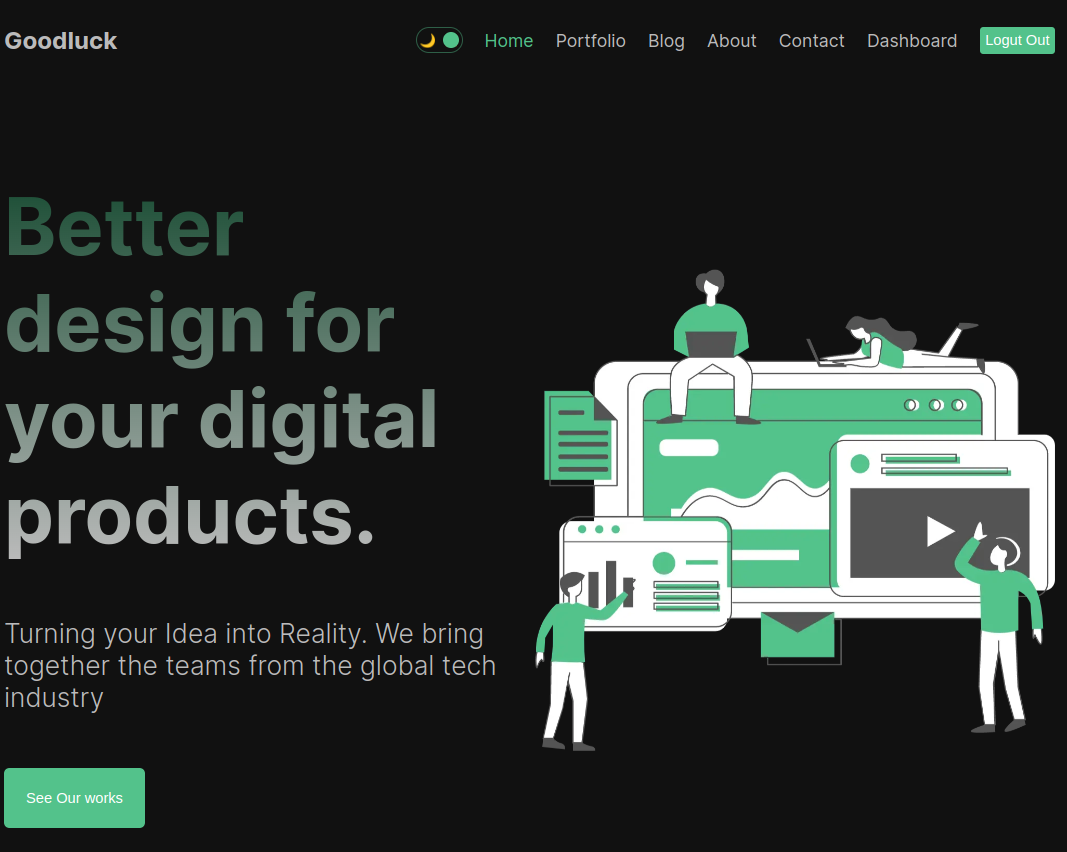 Goodluck
Home Portfolio Blog About Contact Dashboard Logut Out
Better
design for
your digital
products.
Turning your Idea into Reality. We bring
together the teams from the global tech
industry
See Our works